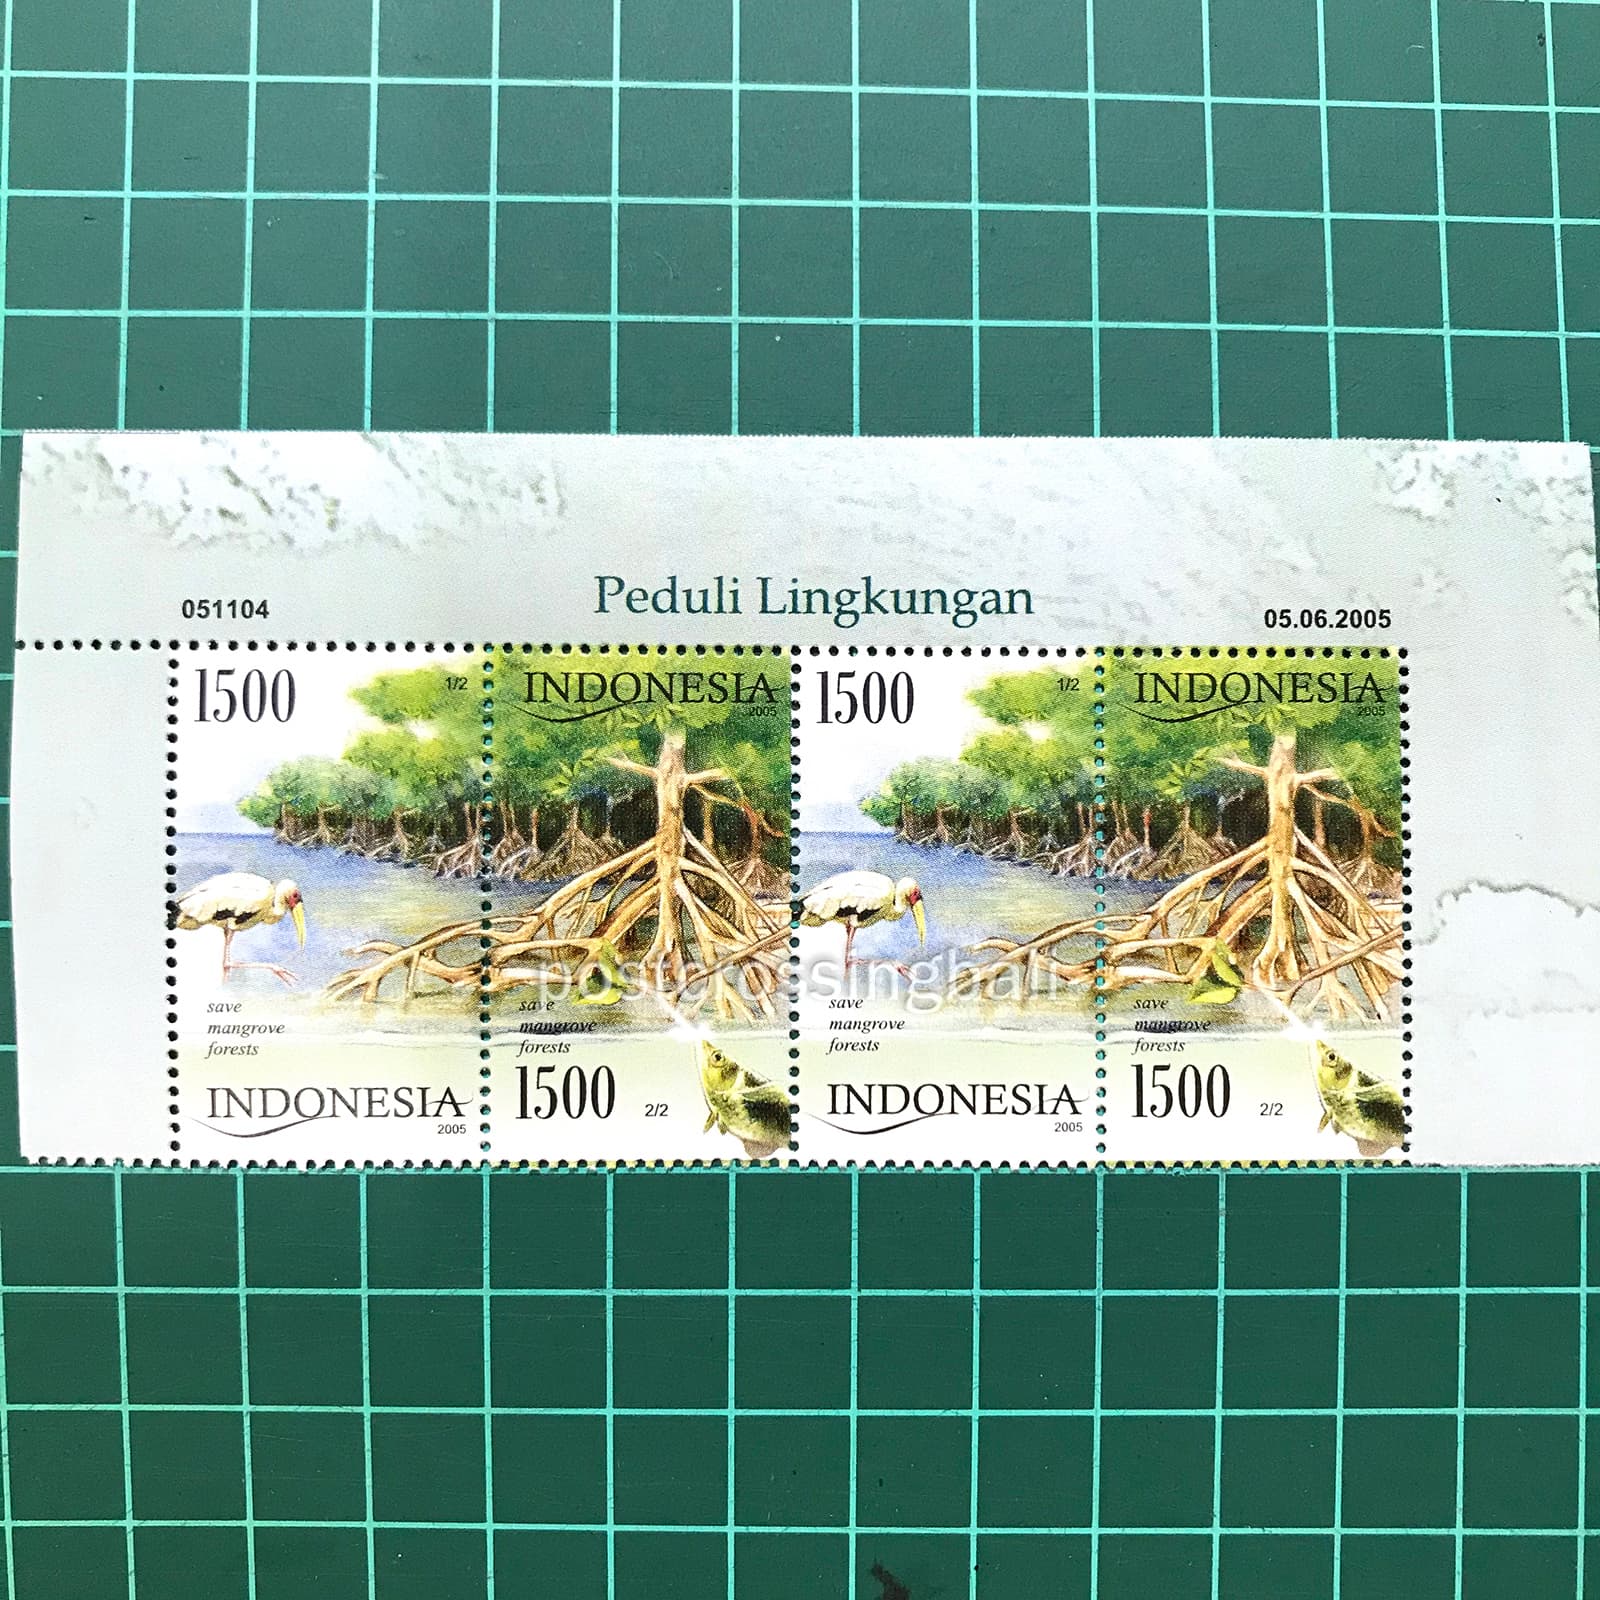 Peduli Lingkungan
051104
05.06.2005
1500
1/2
save
mangrove
forests
INDONESIA
2005
INDONESIA
2005
save
mangrove
forests
1500
2/2
1500
1/2
save
mangrove
forests
INDONESIA
2005
INDONESIA
2005
save
mangrove
forests
1500
2/2
postcrossingbali